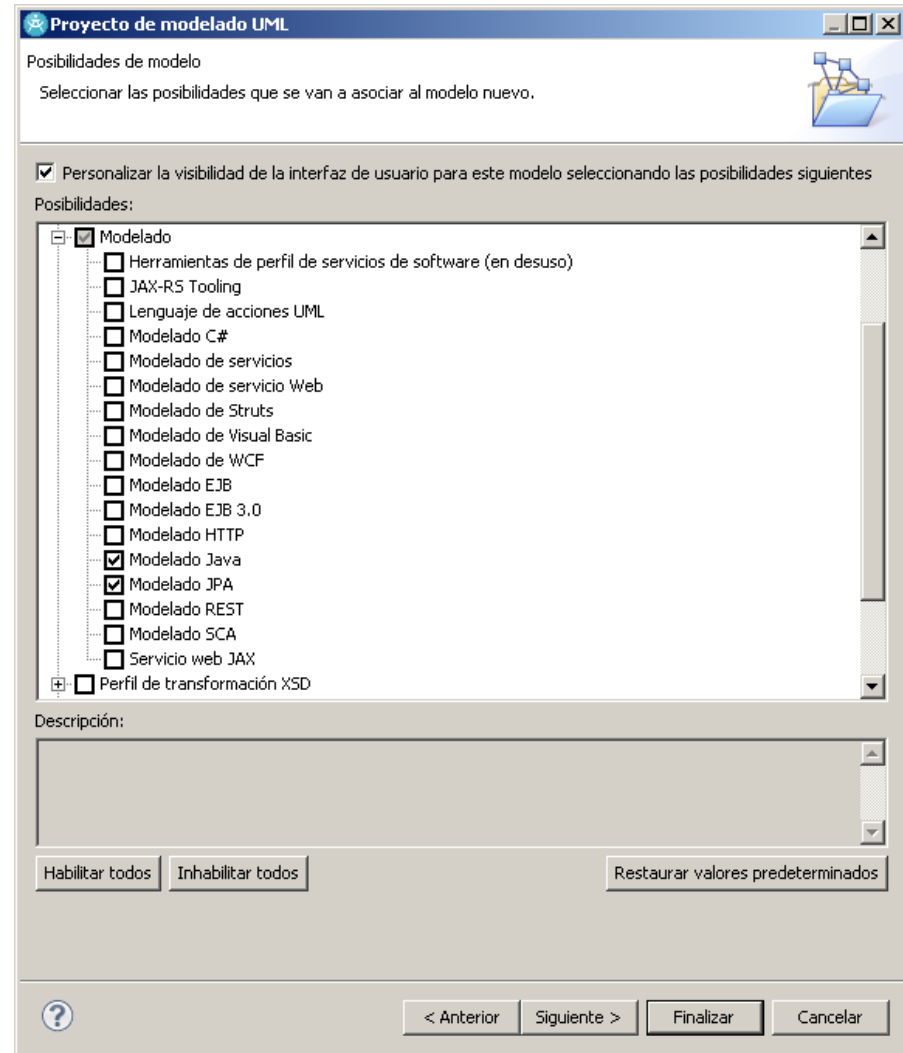 Proyecto de modelado UML
Posibilidades de modelo
Seleccionar las posibilidades que se van a asociar al modelo nuevo.
Personalizar la visibilidad de la interfaz de usuario para este modelo seleccionando las posibilidades siguientes
Posibilidades:
Modelado
Herramientas de perfil de servicios de software (en desuso)
JAX-RS Tooling
Lenguaje de acciones UML
Modelado C#
Modelado de servicios
Modelado de servicio Web
Modelado de Struts
Modelado de Visual Basic
Modelado de WCF
Modelado EJB
Modelado EJB 3.0
Modelado HTTP
Modelado Java
Modelado JPA
Modelado REST
Modelado SCA
Servicio web JAX
Perfil de transformación XSD
Descripción:
Habilitar todos Inhabilitar todos Restaurar valores predeterminados
? < Anterior Siguiente > Finalizar Cancelar